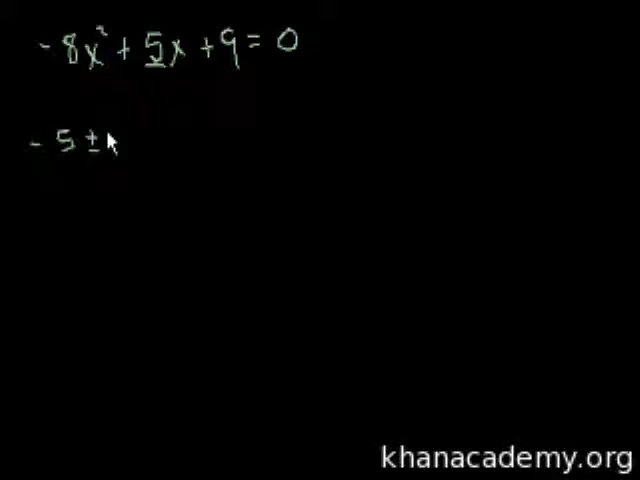 -8x² + 5x + 9 = 0
- 5 ±
khanacademy.org